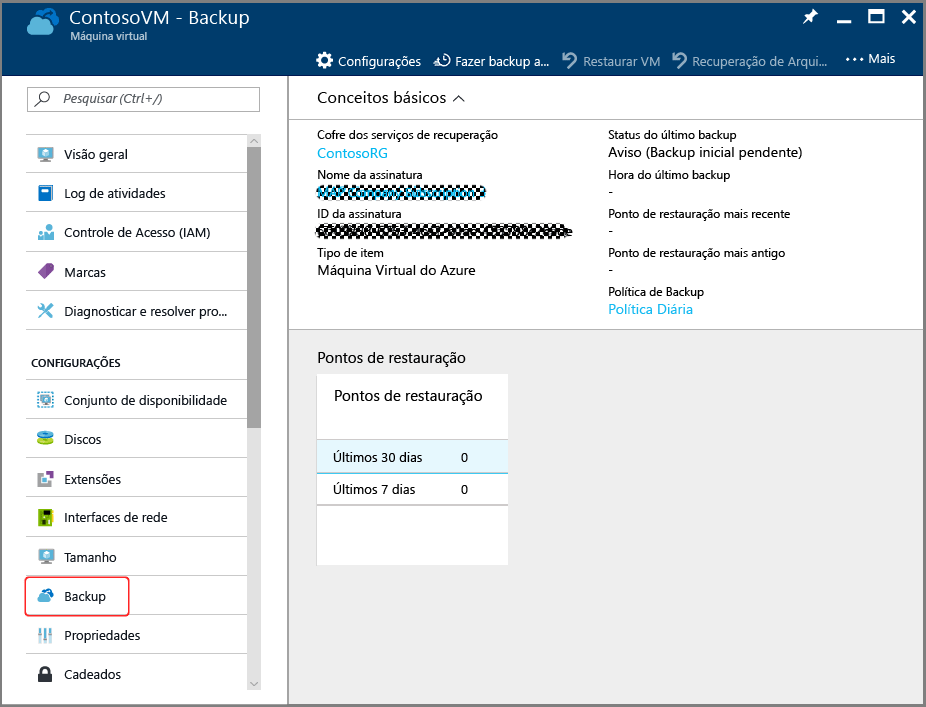 ContosoVM - Backup
Máquina virtual
Configurações
Fazer backup a...
Restaurar VM
Recuperação de Arqui...
Mais
Pesquisar (Ctrl+/)
Visão geral
Log de atividades
Controle de Acesso (IAM)
Marcas
Diagnosticar e resolver pro...
CONFIGURAÇÕES
Conjunto de disponibilidade
Discos
Extensões
Interfaces de rede
Tamanho
Backup
Propriedades
Cadeados
Conceitos básicos
Cofre dos serviços de recuperação
ContosoRG
Nome da assinatura
ID da assinatura
Tipo de item
Máquina Virtual do Azure
Status do último backup
Aviso (Backup inicial pendente)
Hora do último backup
-
Ponto de restauração mais recente
-
Ponto de restauração mais antigo
-
Política de Backup
Política Diária
Pontos de restauração
Pontos de restauração
Últimos 30 dias 0
Últimos 7 dias 0